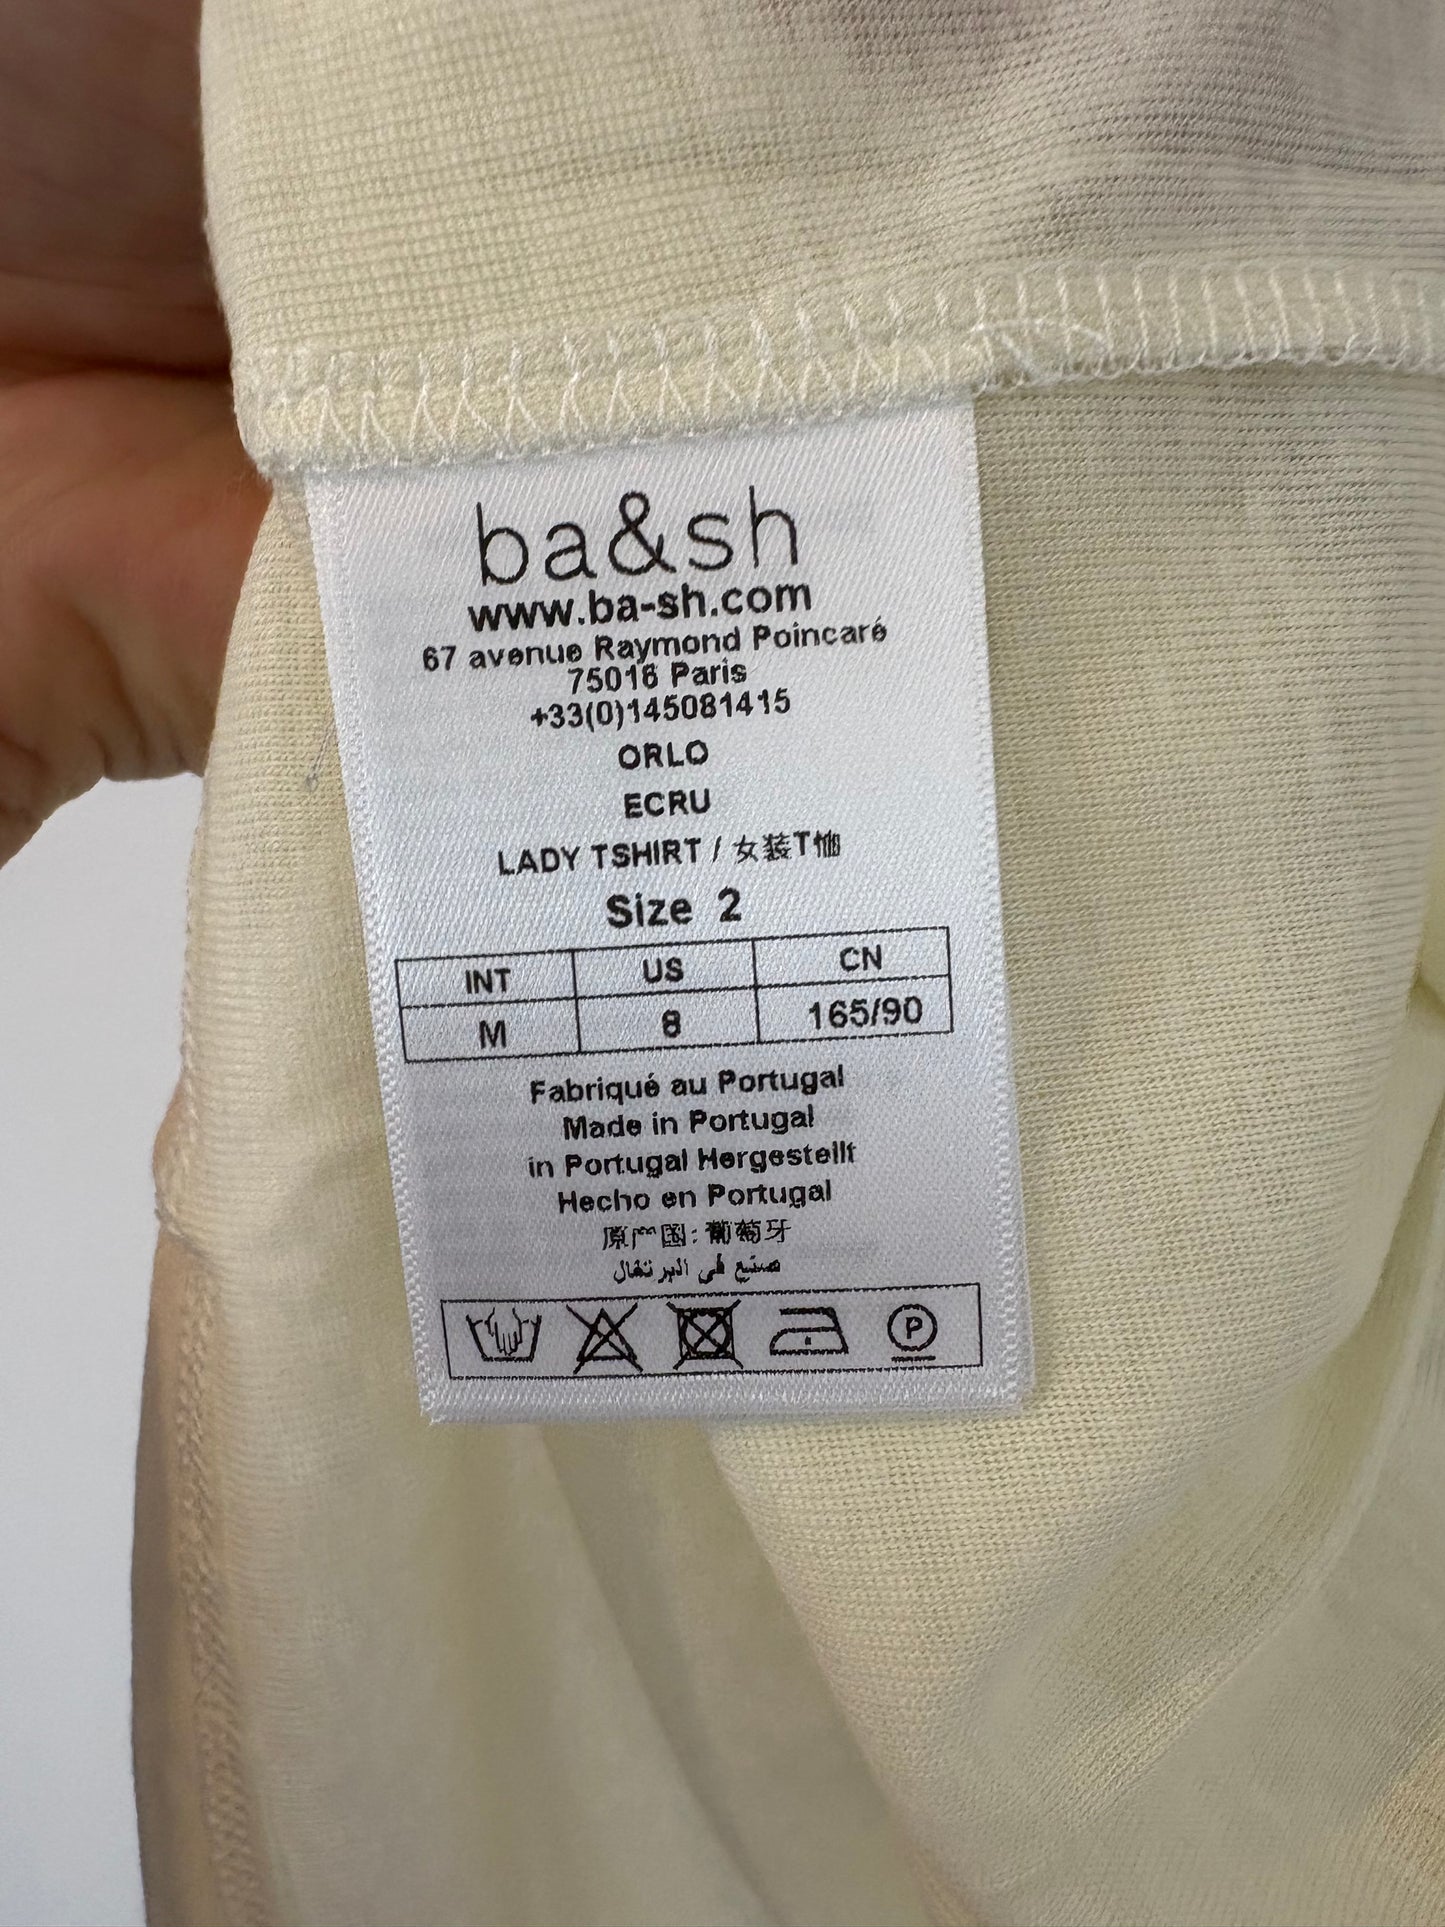 ba&sh
www.ba-sh.com
67 avenue Raymond Poincaré
75016 Paris
+33(0)145081415
ORLO
ECRU
LADY TSHIRT / 女装T恤
Size 2
INT US CN
M 8 165/90
Fabriqué au Portugal
Made in Portugal
in Portugal Hergestellt
Hecho en Portugal
原产国: 葡萄牙
صنع في البرتغال
P